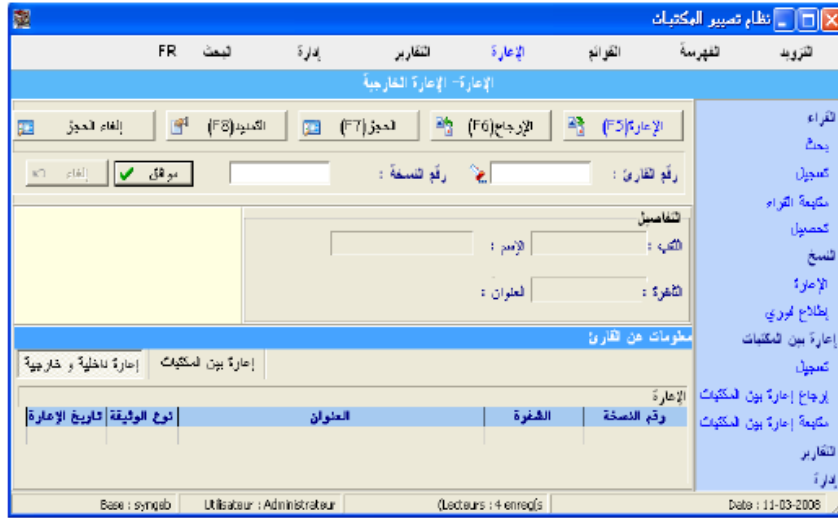 نظام تسيير المكتبات
التزويد الفهرسة القوائم الإعارة التقارير إدارة البحث FR
الإعارة- الإعارة الخارجية
الإعارة(F5) الإرجاع(F6) الحجز(F7) التمديد(F8) إلغاء الحجز
رقم القارئ : رقم النسخة : موافق إلغاء
التفاصيل
اللقب : الإسم :
الشفرة : العنوان :
معلومات عن القارئ
إعارة بين المكتبات إعارة داخلية و خارجية
الإعارة
رقم النسخة الشفرة العنوان نوع الوثيقة تاريخ الإعارة
القراء
بحث
تسجيل
متابعة القراء
تحصيل
النسخ
الإعارة
إطلاع فوري
إعارة بين المكتبات
تسجيل
إرجاع إعارة بين المكتبات
متابعة إعارة بين المكتبات
التقارير
إدارة
Base : syngeb Utilisateur : Administrateur (Lecteurs : 4 enreg(s Date : 11-03-2008